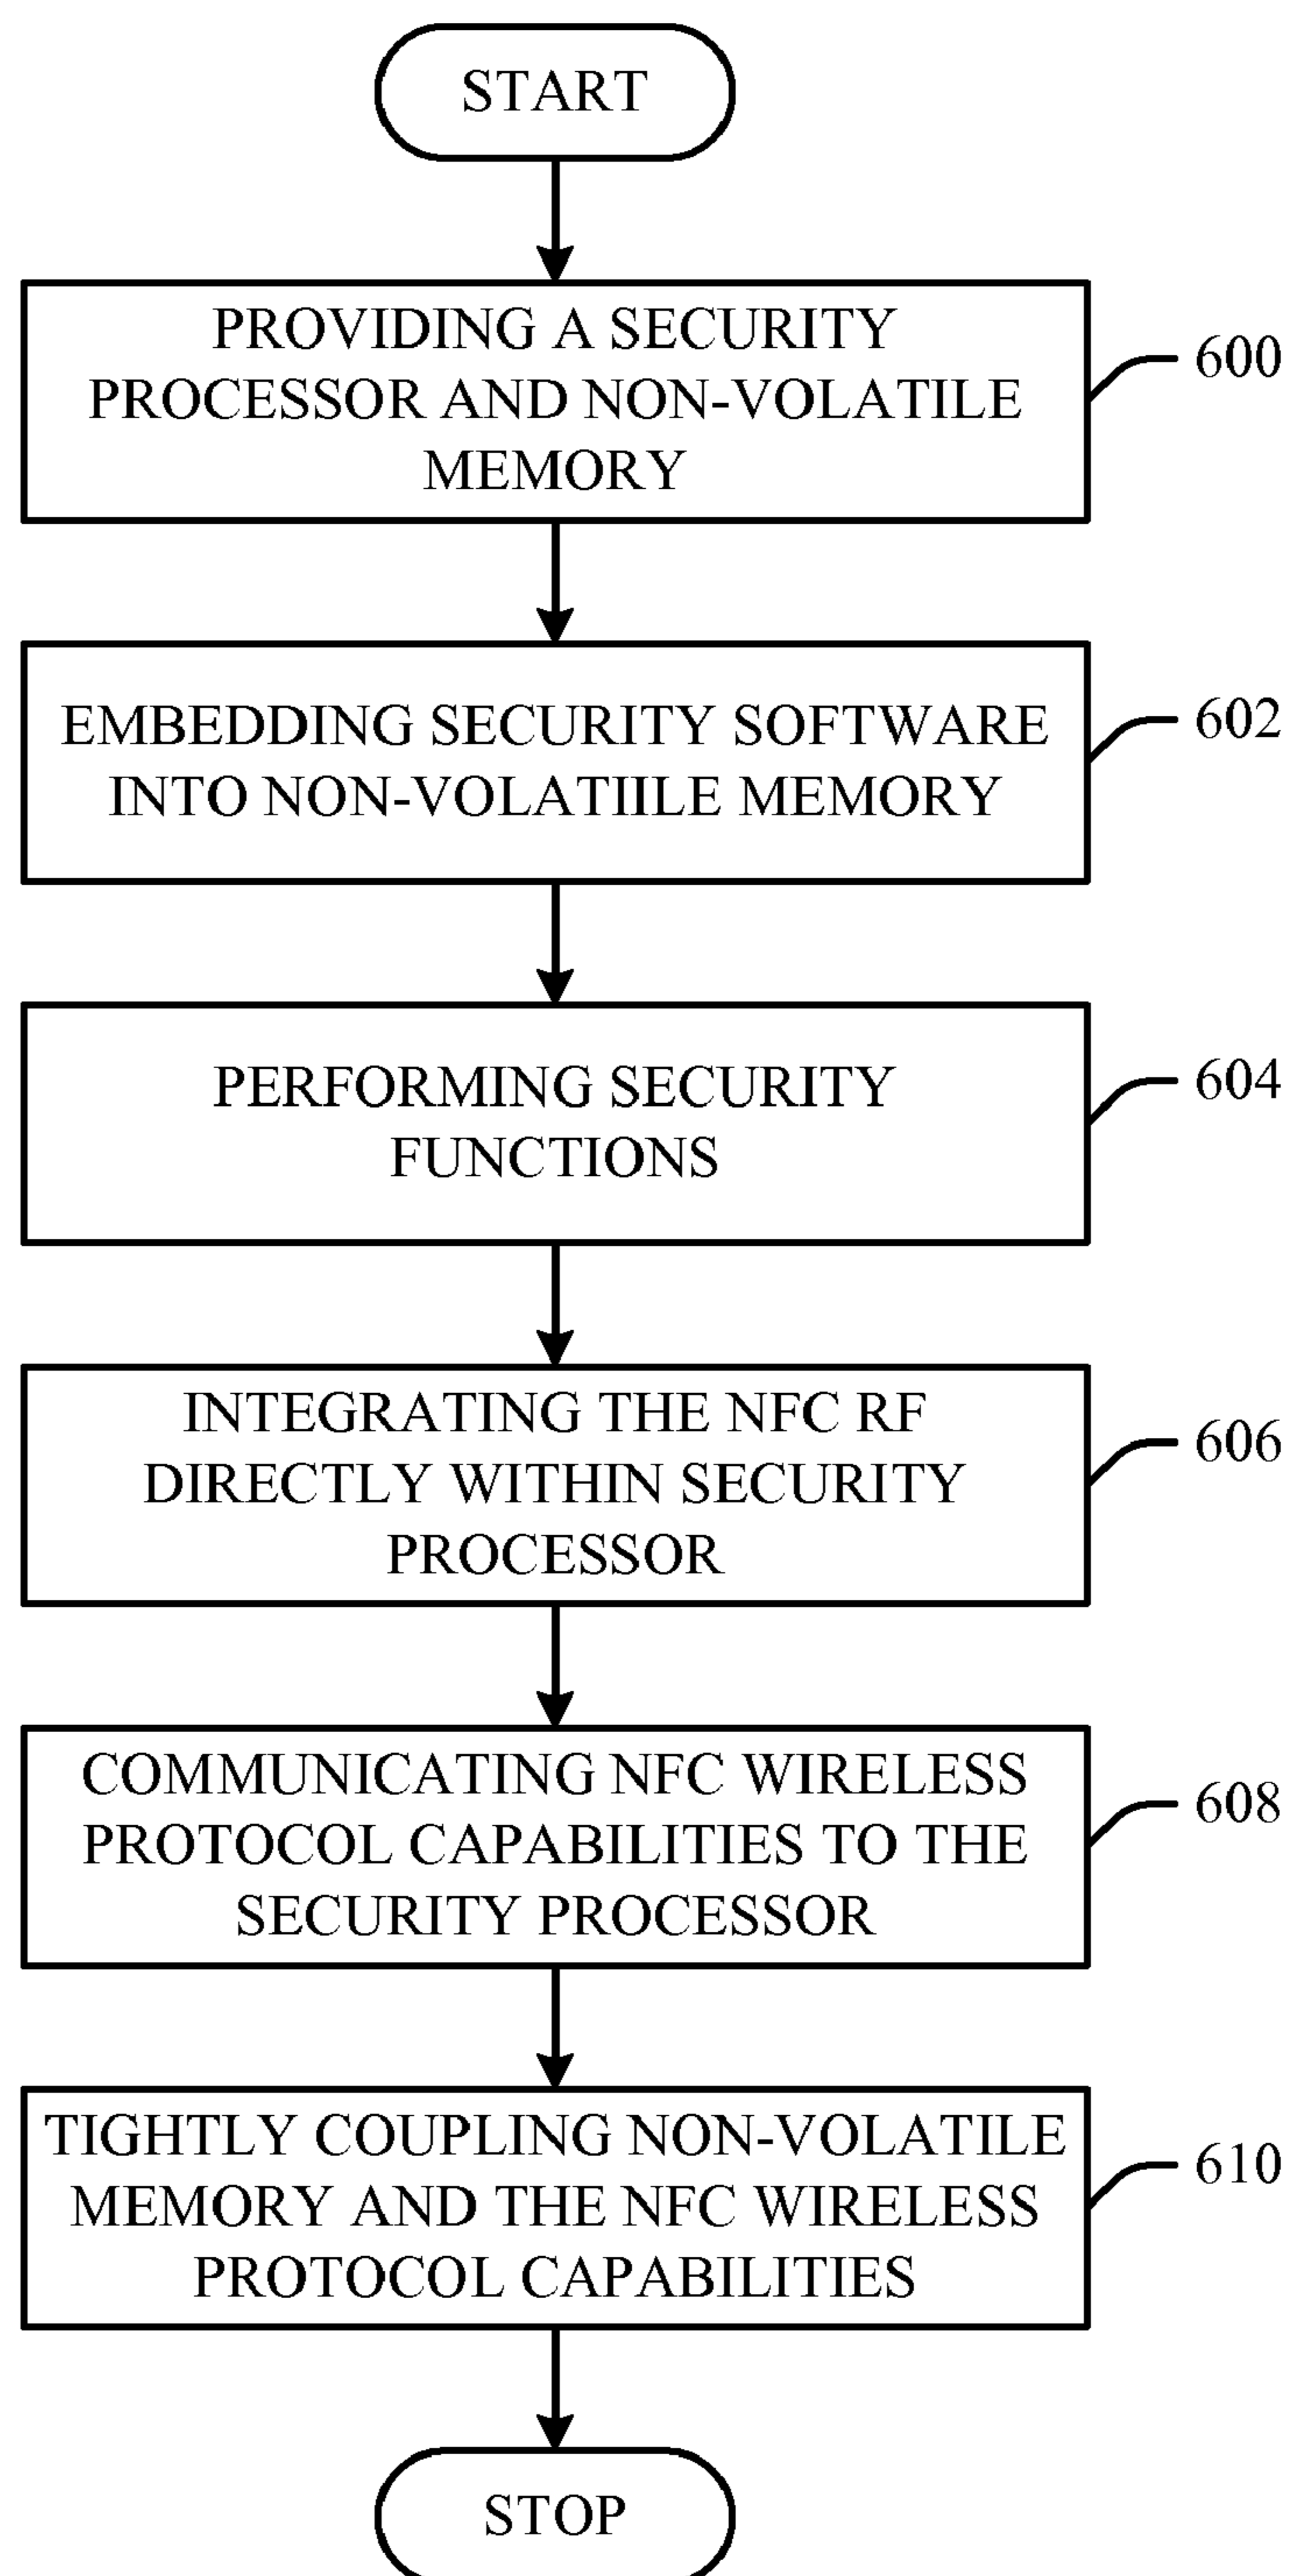 START
PROVIDING A SECURITY
PROCESSOR AND NON-VOLATILE
MEMORY
600
EMBEDDING SECURITY SOFTWARE
INTO NON-VOLATIILE MEMORY
602
PERFORMING SECURITY
FUNCTIONS
604
INTEGRATING THE NFC RF
DIRECTLY WITHIN SECURITY
PROCESSOR
606
COMMUNICATING NFC WIRELESS
PROTOCOL CAPABILITIES TO THE
SECURITY PROCESSOR
608
TIGHTLY COUPLING NON-VOLATILE
MEMORY AND THE NFC WIRELESS
PROTOCOL CAPABILITIES
610
STOP